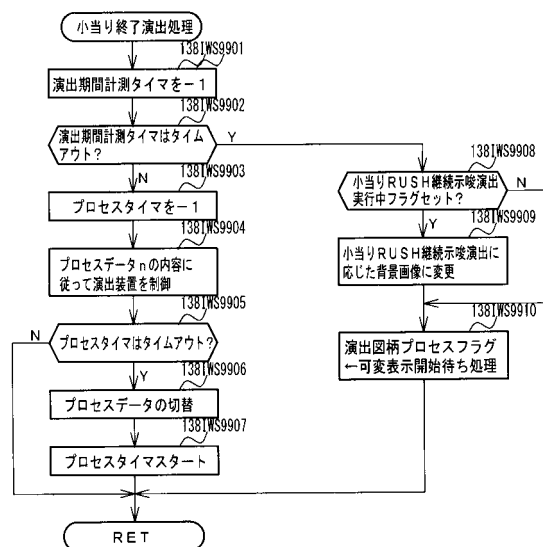 小当り終了演出処理
138IWS9901
演出期間計測タイマを－1
138IWS9902
演出期間計測タイマはタイム
アウト？
Y
N
138IWS9903
プロセスタイマを－1
138IWS9904
プロセスデータnの内容に
従って演出装置を制御
138IWS9905
プロセスタイマはタイムアウト？
N
Y
138IWS9906
プロセスデータの切替
138IWS9907
プロセスタイマスタート
RET
138IWS9908
小当りRUSH継続示唆演出
実行中フラグセット？
N
Y
138IWS9909
小当りRUSH継続示唆演出に
応じた背景画像に変更
138IWS9910
演出図柄プロセスフラグ
←可変表示開始待ち処理